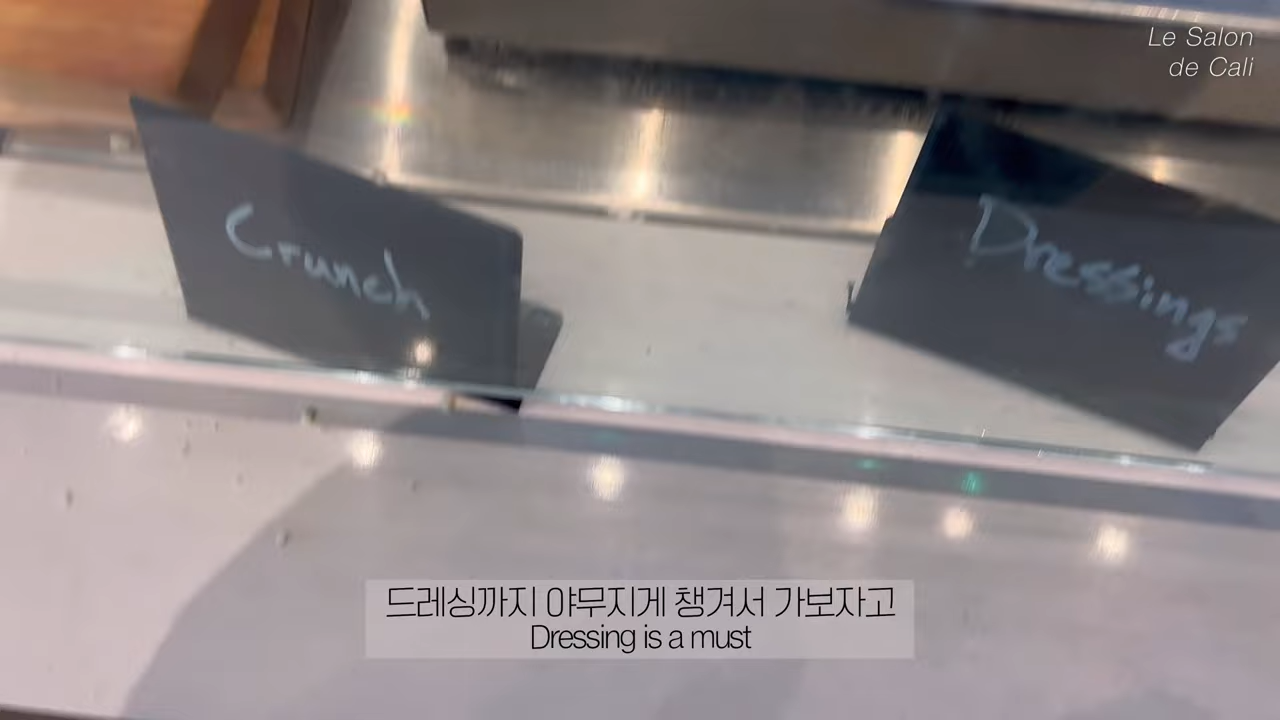 Le Salon
de Cali
Crunch
Dressings
드레싱까지 야무지게 챙겨서 가보자고
Dressing is a must